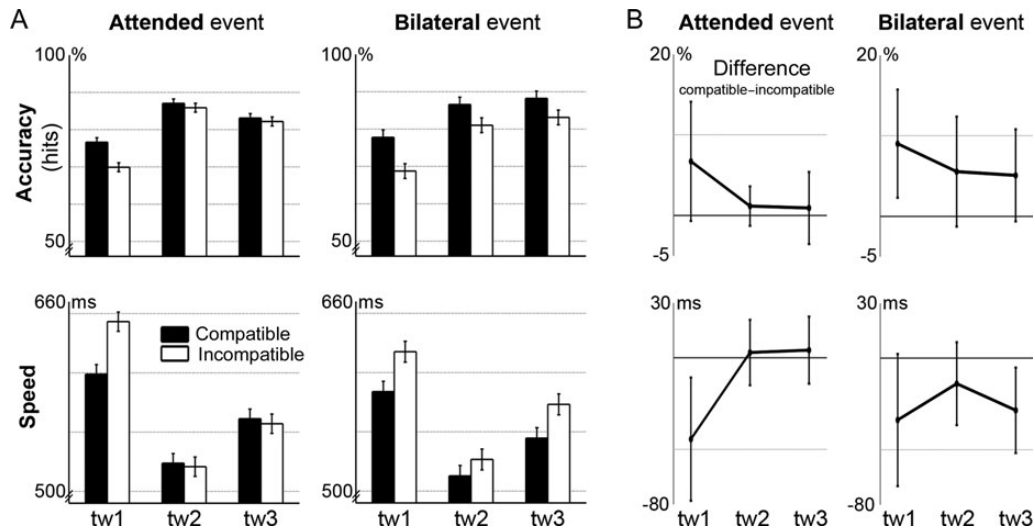 A
Attended event
Bilateral event
100 %
100 %
Accuracy
(hits)
50
50
660 ms
660 ms
Compatible
Incompatible
Speed
500
500
tw1 tw2 tw3
tw1 tw2 tw3
B
Attended event
Bilateral event
20 %
20 %
Difference
compatible–incompatible
-5
-5
30 ms
30 ms
-80
-80
tw1 tw2 tw3
tw1 tw2 tw3